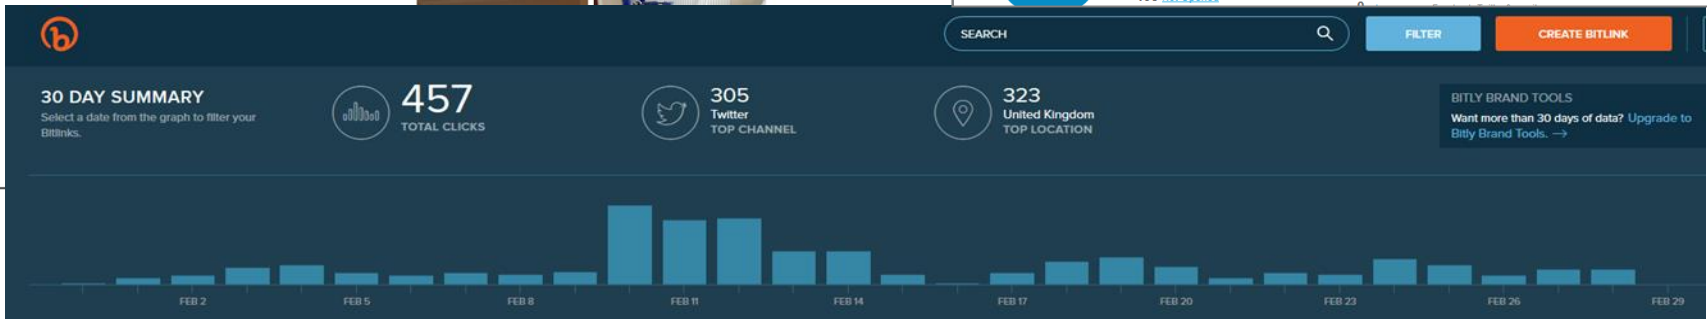 SEARCH
FILTER
CREATE BITLINK
30 DAY SUMMARY
Select a date from the graph to filter your
Bitlinks.
457
TOTAL CLICKS
305
Twitter
TOP CHANNEL
323
United Kingdom
TOP LOCATION
BITLY BRAND TOOLS
Want more than 30 days of data? Upgrade to
Bitly Brand Tools. →
FEB 2
FEB 5
FEB 8
FEB 11
FEB 14
FEB 17
FEB 20
FEB 23
FEB 26
FEB 29